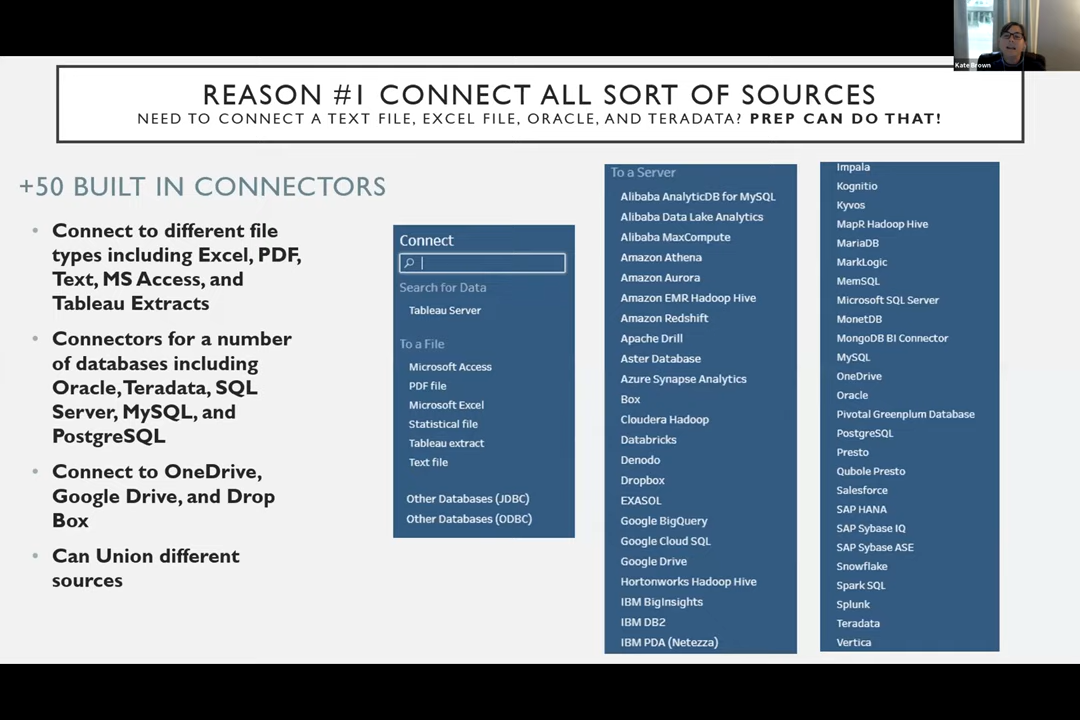 Kate Brown
REASON #1 CONNECT ALL SORT OF SOURCES
NEED TO CONNECT A TEXT FILE, EXCEL FILE, ORACLE, AND TERADATA? PREP CAN DO THAT!
+50 BUILT IN CONNECTORS
• Connect to different file
types including Excel, PDF,
Text, MS Access, and
Tableau Extracts
• Connectors for a number
of databases including
Oracle, Teradata, SQL
Server, MySQL, and
PostgreSQL
• Connect to OneDrive,
Google Drive, and Drop
Box
• Can Union different
sources
Connect
Search for Data
Tableau Server
To a File
Microsoft Access
PDF file
Microsoft Excel
Statistical file
Tableau extract
Text file
Other Databases (JDBC)
Other Databases (ODBC)
To a Server
Alibaba AnalyticDB for MySQL
Alibaba Data Lake Analytics
Alibaba MaxCompute
Amazon Athena
Amazon Aurora
Amazon EMR Hadoop Hive
Amazon Redshift
Apache Drill
Aster Database
Azure Synapse Analytics
Box
Cloudera Hadoop
Databricks
Denodo
Dropbox
EXASOL
Google BigQuery
Google Cloud SQL
Google Drive
Hortonworks Hadoop Hive
IBM BigInsights
IBM DB2
IBM PDA (Netezza)
Impala
Kognitio
Kyvos
MapR Hadoop Hive
MariaDB
MarkLogic
MemSQL
Microsoft SQL Server
MonetDB
MongoDB BI Connector
MySQL
OneDrive
Oracle
Pivotal Greenplum Database
PostgreSQL
Presto
Qubole Presto
Salesforce
SAP HANA
SAP Sybase IQ
SAP Sybase ASE
Snowflake
Spark SQL
Splunk
Teradata
Vertica